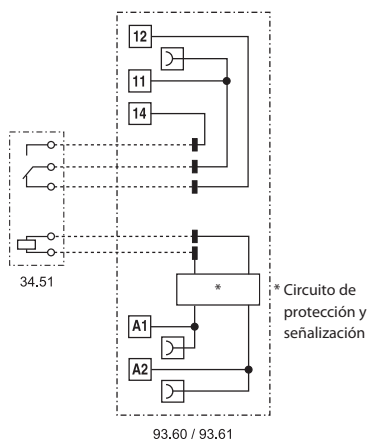 12
11
14
34.51
*
* Circuito de
protección y
señalización
A1
A2
93.60 / 93.61